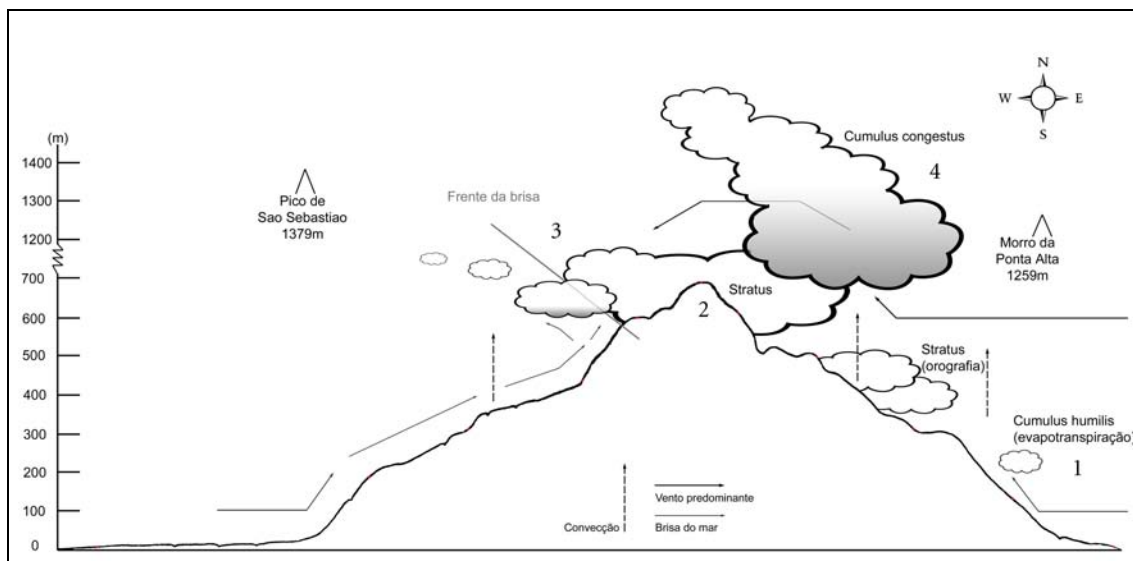 N
W E
S
(m)
1400
1300
1200
700
600
500
400
300
200
100
0
Pico de
Sao Sebastiao
1379m
Frente da brisa
3
Cumulus congestus
4
Morro da
Ponta Alta
1259m
Stratus
2
Stratus
(orografia)
Cumulus humilis
(evapotranspiração)
1
Convecção
Vento predominante
Brisa do mar